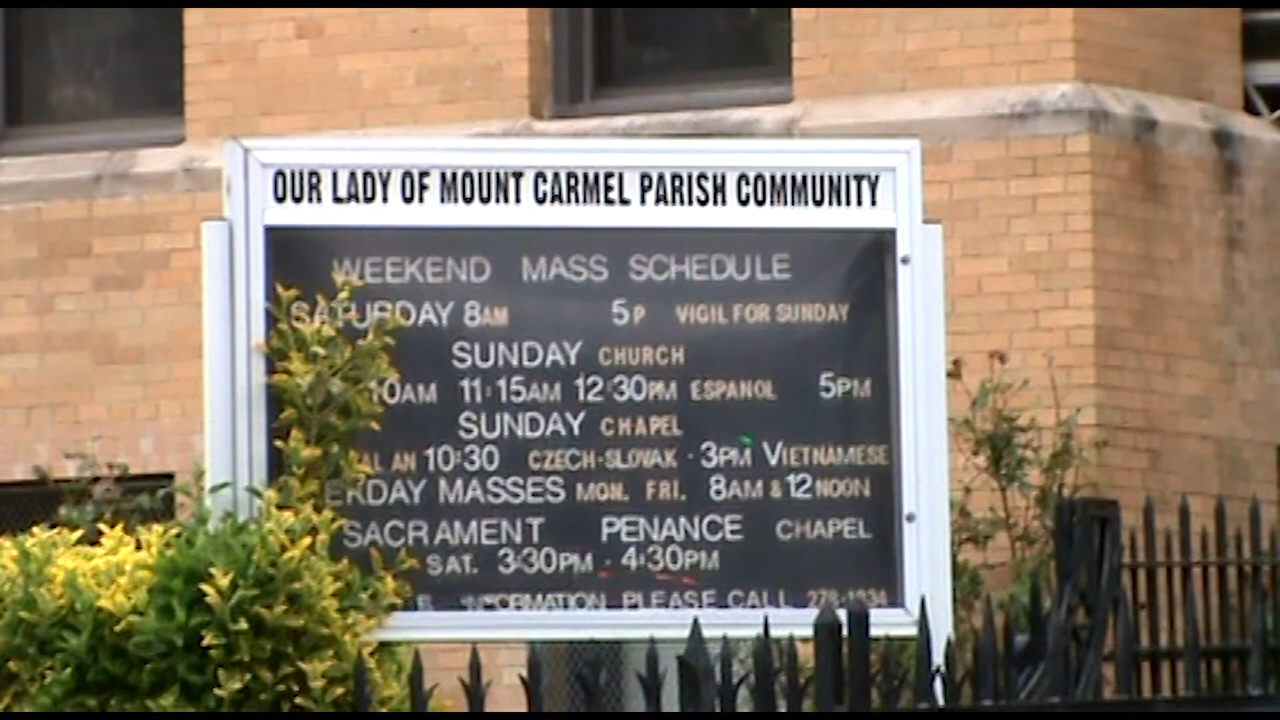 OUR LADY OF MOUNT CARMEL PARISH COMMUNITY
WEEKEND MASS SCHEDULE
SATURDAY 8AM 5P VIGIL FOR SUNDAY
SUNDAY CHURCH
10AM 11:15AM 12:30PM ESPANOL 5PM
SUNDAY CHAPEL
AN 10:30 CZECH-SLOVAK - 3PM VIETNAMESE
MASSES MON. FRI. 8AM & 12 NOON
SACRAMENT PENANCE CHAPEL
SAT. 3:30PM - 4:30PM
INFORMATION PLEASE CALL